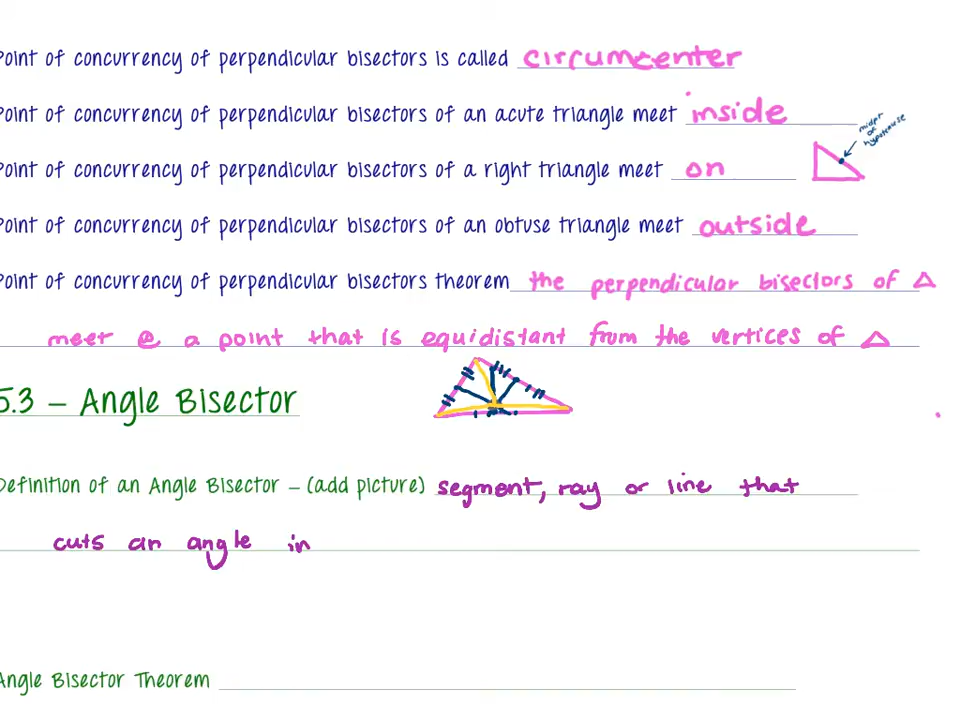 Point of concurrency of perpendicular bisectors is called circumcenter
Point of concurrency of perpendicular bisectors of an acute triangle meet inside
midpt of hypotenuse
Point of concurrency of perpendicular bisectors of a right triangle meet on
Point of concurrency of perpendicular bisectors of an obtuse triangle meet outside
Point of concurrency of perpendicular bisectors theorem the perpendicular bisectors of Δ
meet @ a point that is equidistant from the vertices of Δ
5.3 – Angle Bisector
Definition of an Angle Bisector – (add picture) segment, ray or line that
cuts an angle in
Angle Bisector Theorem